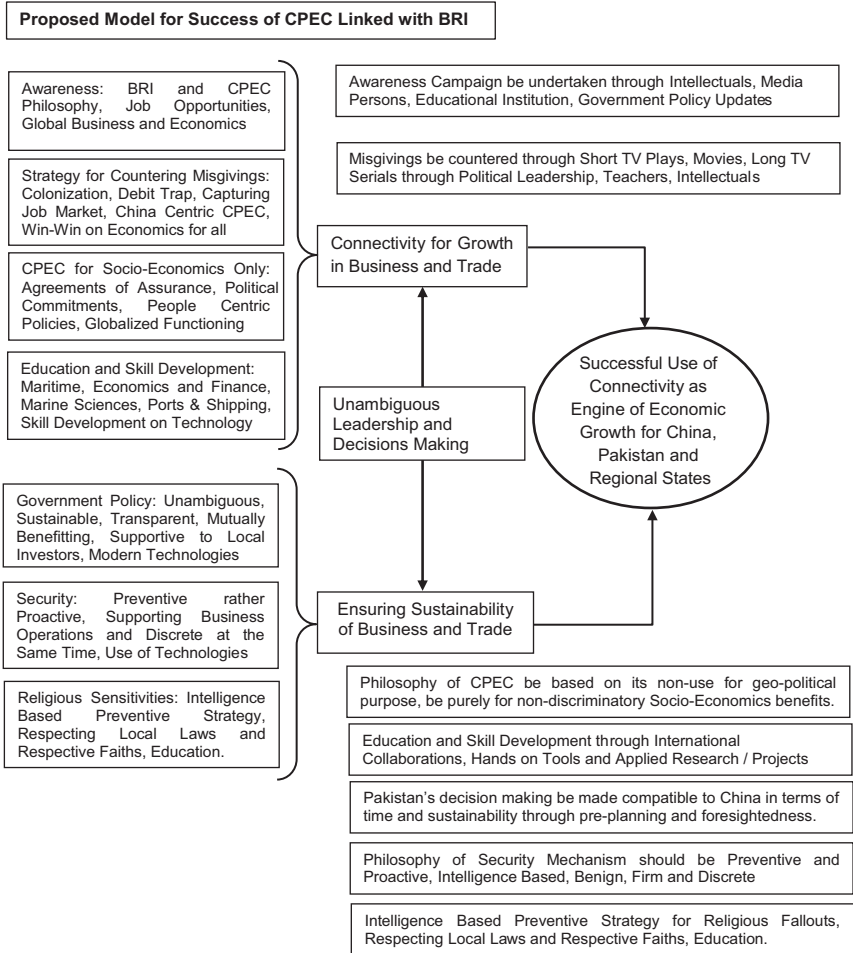 Proposed Model for Success of CPEC Linked with BRI
Awareness: BRI and CPEC
Philosophy, Job Opportunities,
Global Business and Economics
Strategy for Countering Misgivings:
Colonization, Debit Trap, Capturing
Job Market, China Centric CPEC,
Win-Win on Economics for all
CPEC for Socio-Economics Only:
Agreements of Assurance, Political
Commitments, People Centric
Policies, Globalized Functioning
Education and Skill Development:
Maritime, Economics and Finance,
Marine Sciences, Ports & Shipping,
Skill Development on Technology
Government Policy: Unambiguous,
Sustainable, Transparent, Mutually
Benefitting, Supportive to Local
Investors, Modern Technologies
Security: Preventive rather
Proactive, Supporting Business
Operations and Discrete at the
Same Time, Use of Technologies
Religious Sensitivities: Intelligence
Based Preventive Strategy,
Respecting Local Laws and
Respective Faiths, Education.
Awareness Campaign be undertaken through Intellectuals, Media
Persons, Educational Institution, Government Policy Updates
Misgivings be countered through Short TV Plays, Movies, Long TV
Serials through Political Leadership, Teachers, Intellectuals
Connectivity for Growth
in Business and Trade
Unambiguous
Leadership and
Decisions Making
Ensuring Sustainability
of Business and Trade
Successful Use of
Connectivity as
Engine of Economic
Growth for China,
Pakistan and
Regional States
Philosophy of CPEC be based on its non-use for geo-political
purpose, be purely for non-discriminatory Socio-Economics benefits.
Education and Skill Development through International
Collaborations, Hands on Tools and Applied Research / Projects
Pakistan's decision making be made compatible to China in terms of
time and sustainability through pre-planning and foresightedness.
Philosophy of Security Mechanism should be Preventive and
Proactive, Intelligence Based, Benign, Firm and Discrete
Intelligence Based Preventive Strategy for Religious Fallouts,
Respecting Local Laws and Respective Faiths, Education.